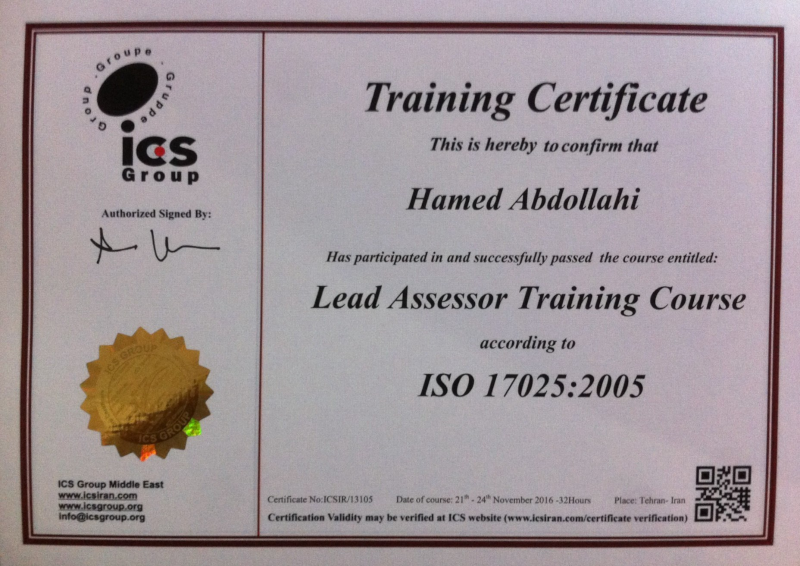 Group · Groupe · Gruppe
ics
Group
Authorized Signed By:
ICS GROUP
ICS GROUP
ICS Group Middle East
www.icsiran.com
www.icsgroup.org
info@icsgroup.org
Training Certificate
This is hereby to confirm that
Hamed Abdollahi
Has participated in and successfully passed the course entitled:
Lead Assessor Training Course
according to
ISO 17025:2005
Certificate No:ICSIR/13105 Date of course: 21th - 24th November 2016 -32Hours Place: Tehran- Iran
Certification Validity may be verified at ICS website (www.icsiran.com/certificate verification)